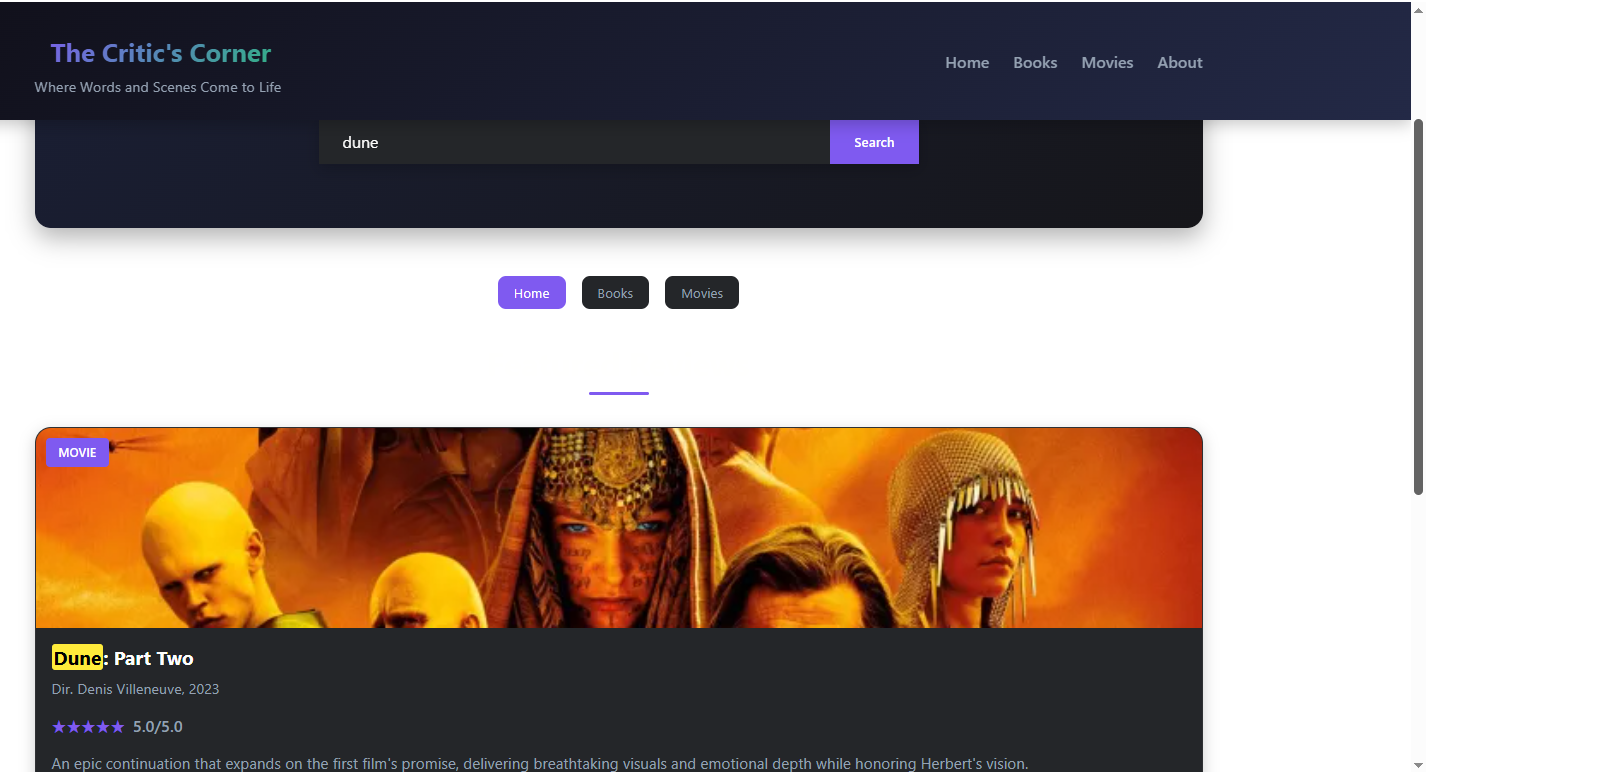 The Critic's Corner
Where Words and Scenes Come to Life
Home Books Movies About
dune Search
Home Books Movies
MOVIE
Dune: Part Two
Dir. Denis Villeneuve, 2023
★★★★★ 5.0/5.0
An epic continuation that expands on the first film's promise, delivering breathtaking visuals and emotional depth while honoring Herbert's vision.